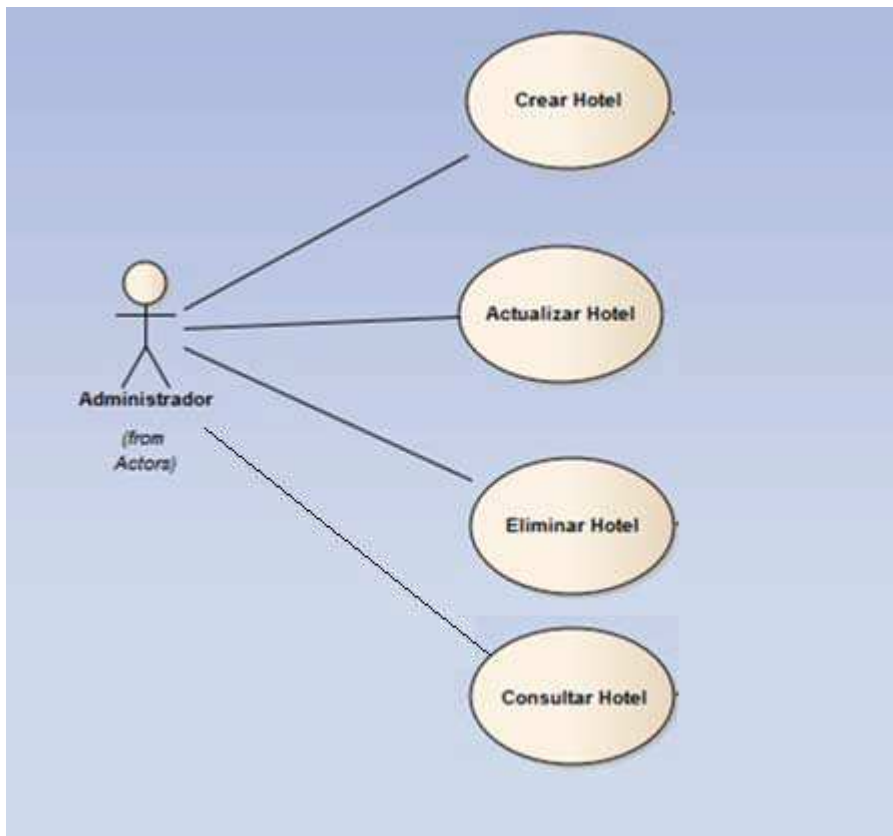 Crear Hotel
Actualizar Hotel
Administrador
(from
Actors)
Eliminar Hotel
Consultar Hotel